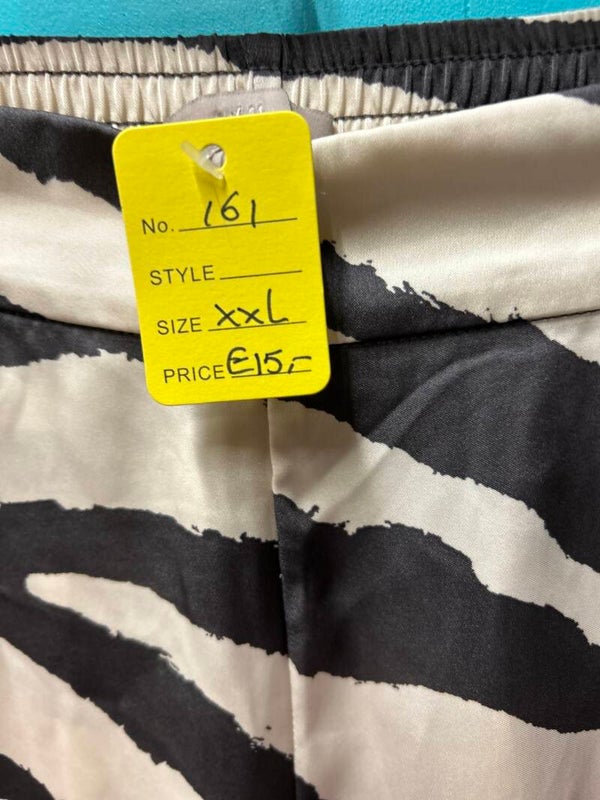 No. 161
STYLE
SIZE XXL
PRICE €15,-